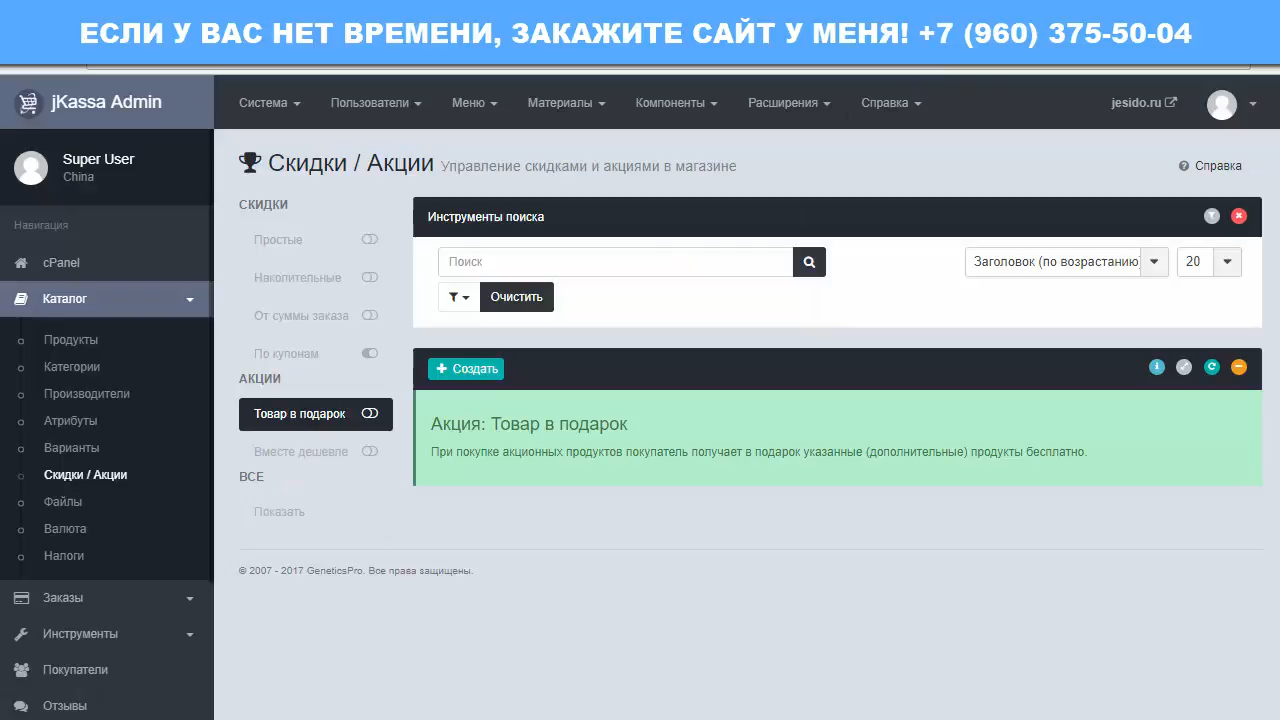 ЕСЛИ У ВАС НЕТ ВРЕМЕНИ, ЗАКАЖИТЕ САЙТ У МЕНЯ! +7 (960) 375-50-04
jKassa Admin
Система
Пользователи
Меню
Материалы
Компоненты
Расширения
Справка
jesido.ru
Super User
China
Навигация
cPanel
Каталог
Продукты
Категории
Производители
Атрибуты
Варианты
Скидки / Акции
Файлы
Валюта
Налоги
Заказы
Инструменты
Покупатели
Отзывы
Скидки / Акции Управление скидками и акциями в магазине
Справка
СКИДКИ
Простые
Накопительные
От суммы заказа
По купонам
АКЦИИ
Товар в подарок
Вместе дешевле
ВСЕ
Показать
Инструменты поиска
Поиск
Заголовок (по возрастанию)
20
Очистить
Создать
Акция: Товар в подарок
При покупке акционных продуктов покупатель получает в подарок указанные (дополнительные) продукты бесплатно.
© 2007 - 2017 GeneticsPro. Все права защищены.